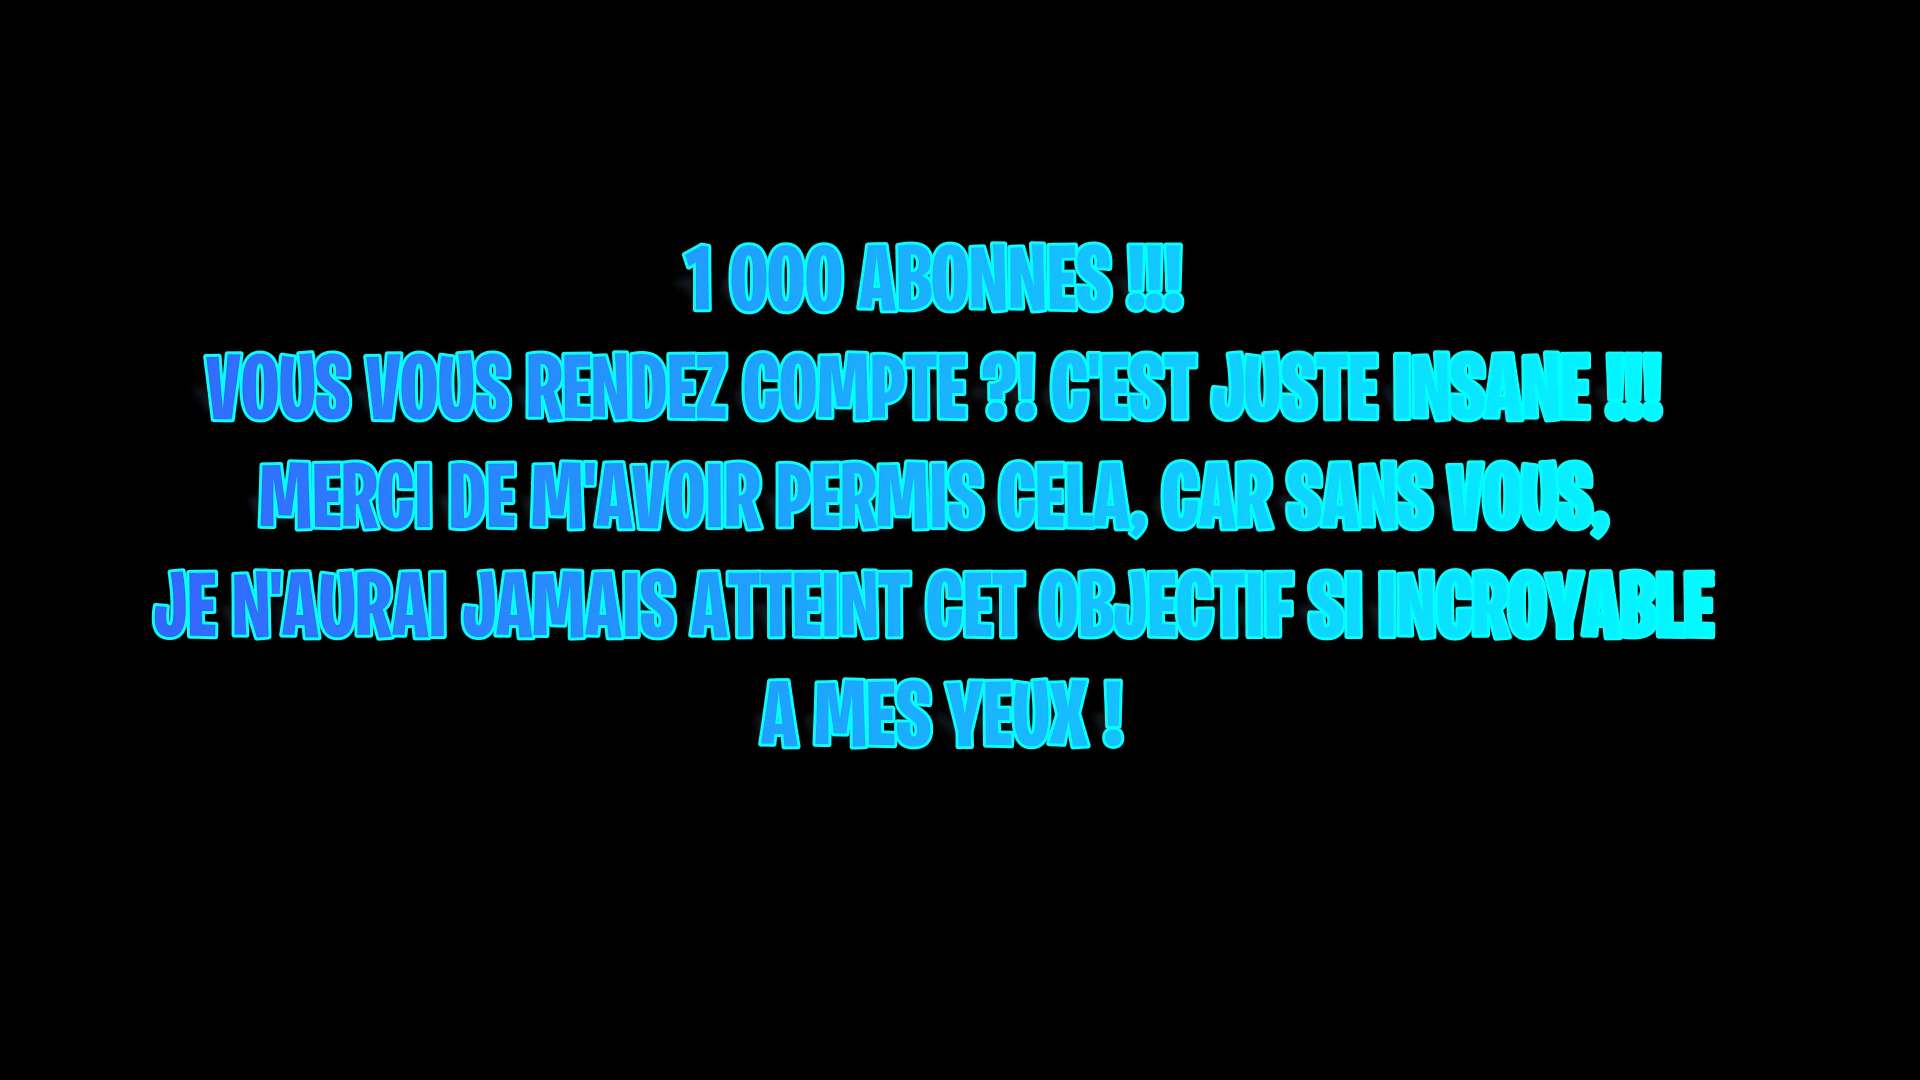 1 000 ABONNES !!!
VOUS VOUS RENDEZ COMPTE ?! C'EST JUSTE INSANE !!!
MERCI DE M'AVOIR PERMIS CELA, CAR SANS VOUS,
JE N'AURAI JAMAIS ATTEINT CET OBJECTIF SI INCROYABLE
A MES YEUX !